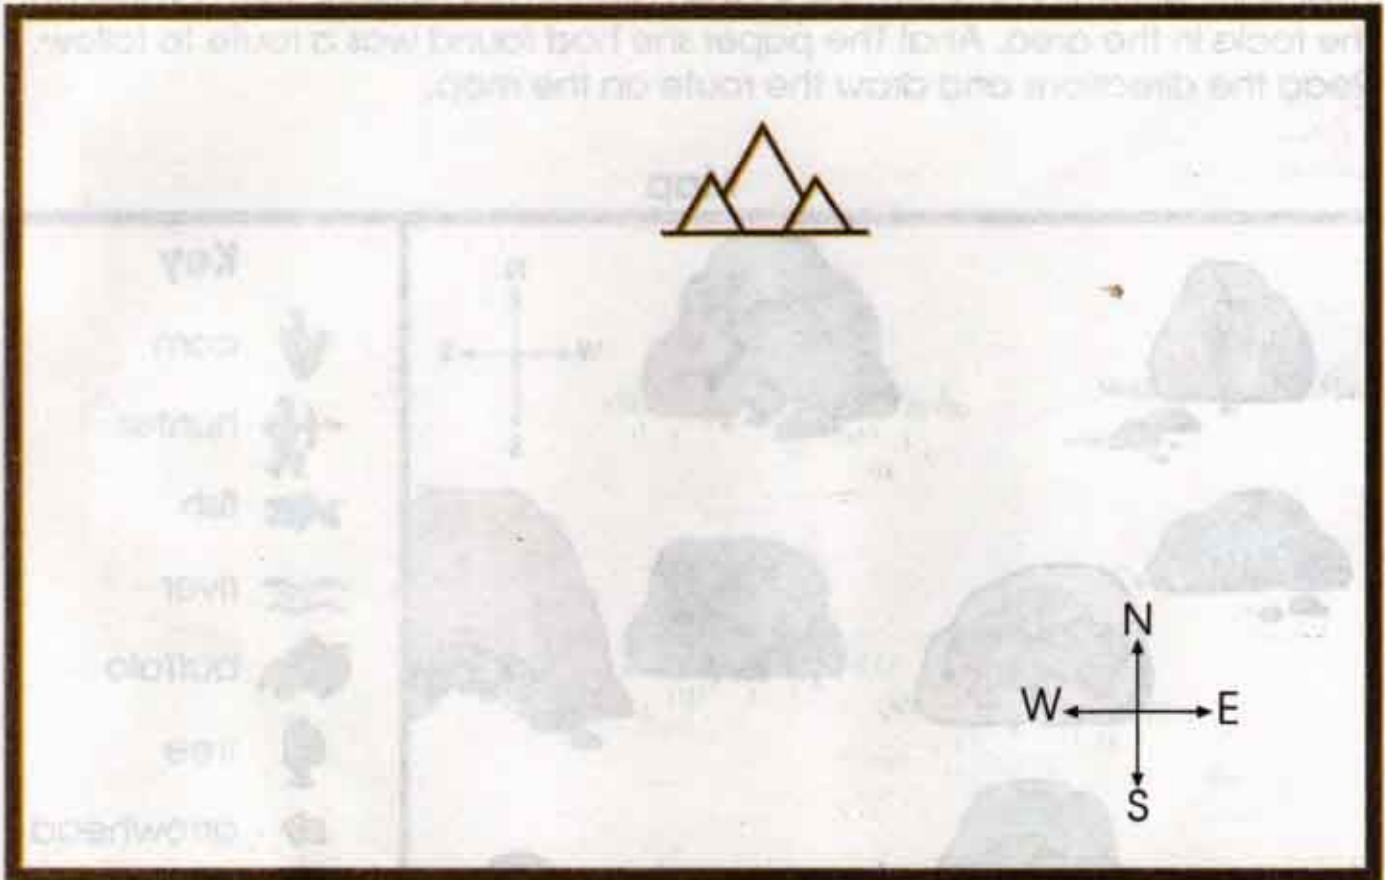 the rocks in the area. Aha! The paper she had found was a route to follow.
Read the directions and draw the route on the map.
Key
corn
hunter
fish
river
buffalo
tree
arrowhead
N
W E
S